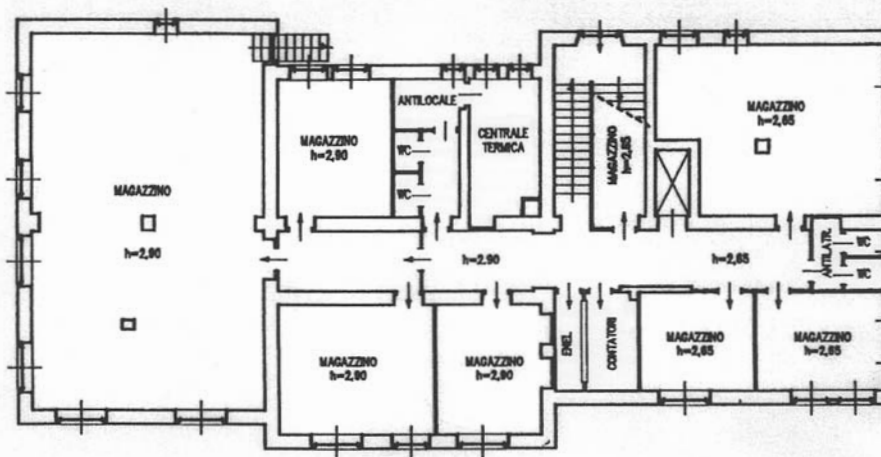 MAGAZZINO
h=2,90
MAGAZZINO
h=2,90
ANTILOCALE
WC
WC
CENTRALE
TERMICA
MAGAZZINO
h=2,65
MAGAZZINO
h=2,65
h=2.90
h=2,65
ANTILATR.
WC
WC
MAGAZZINO
h=2,90
MAGAZZINO
h=2,90
ENEL
CONTATORI
MAGAZZINO
h=2,65
MAGAZZINO
h=2,65